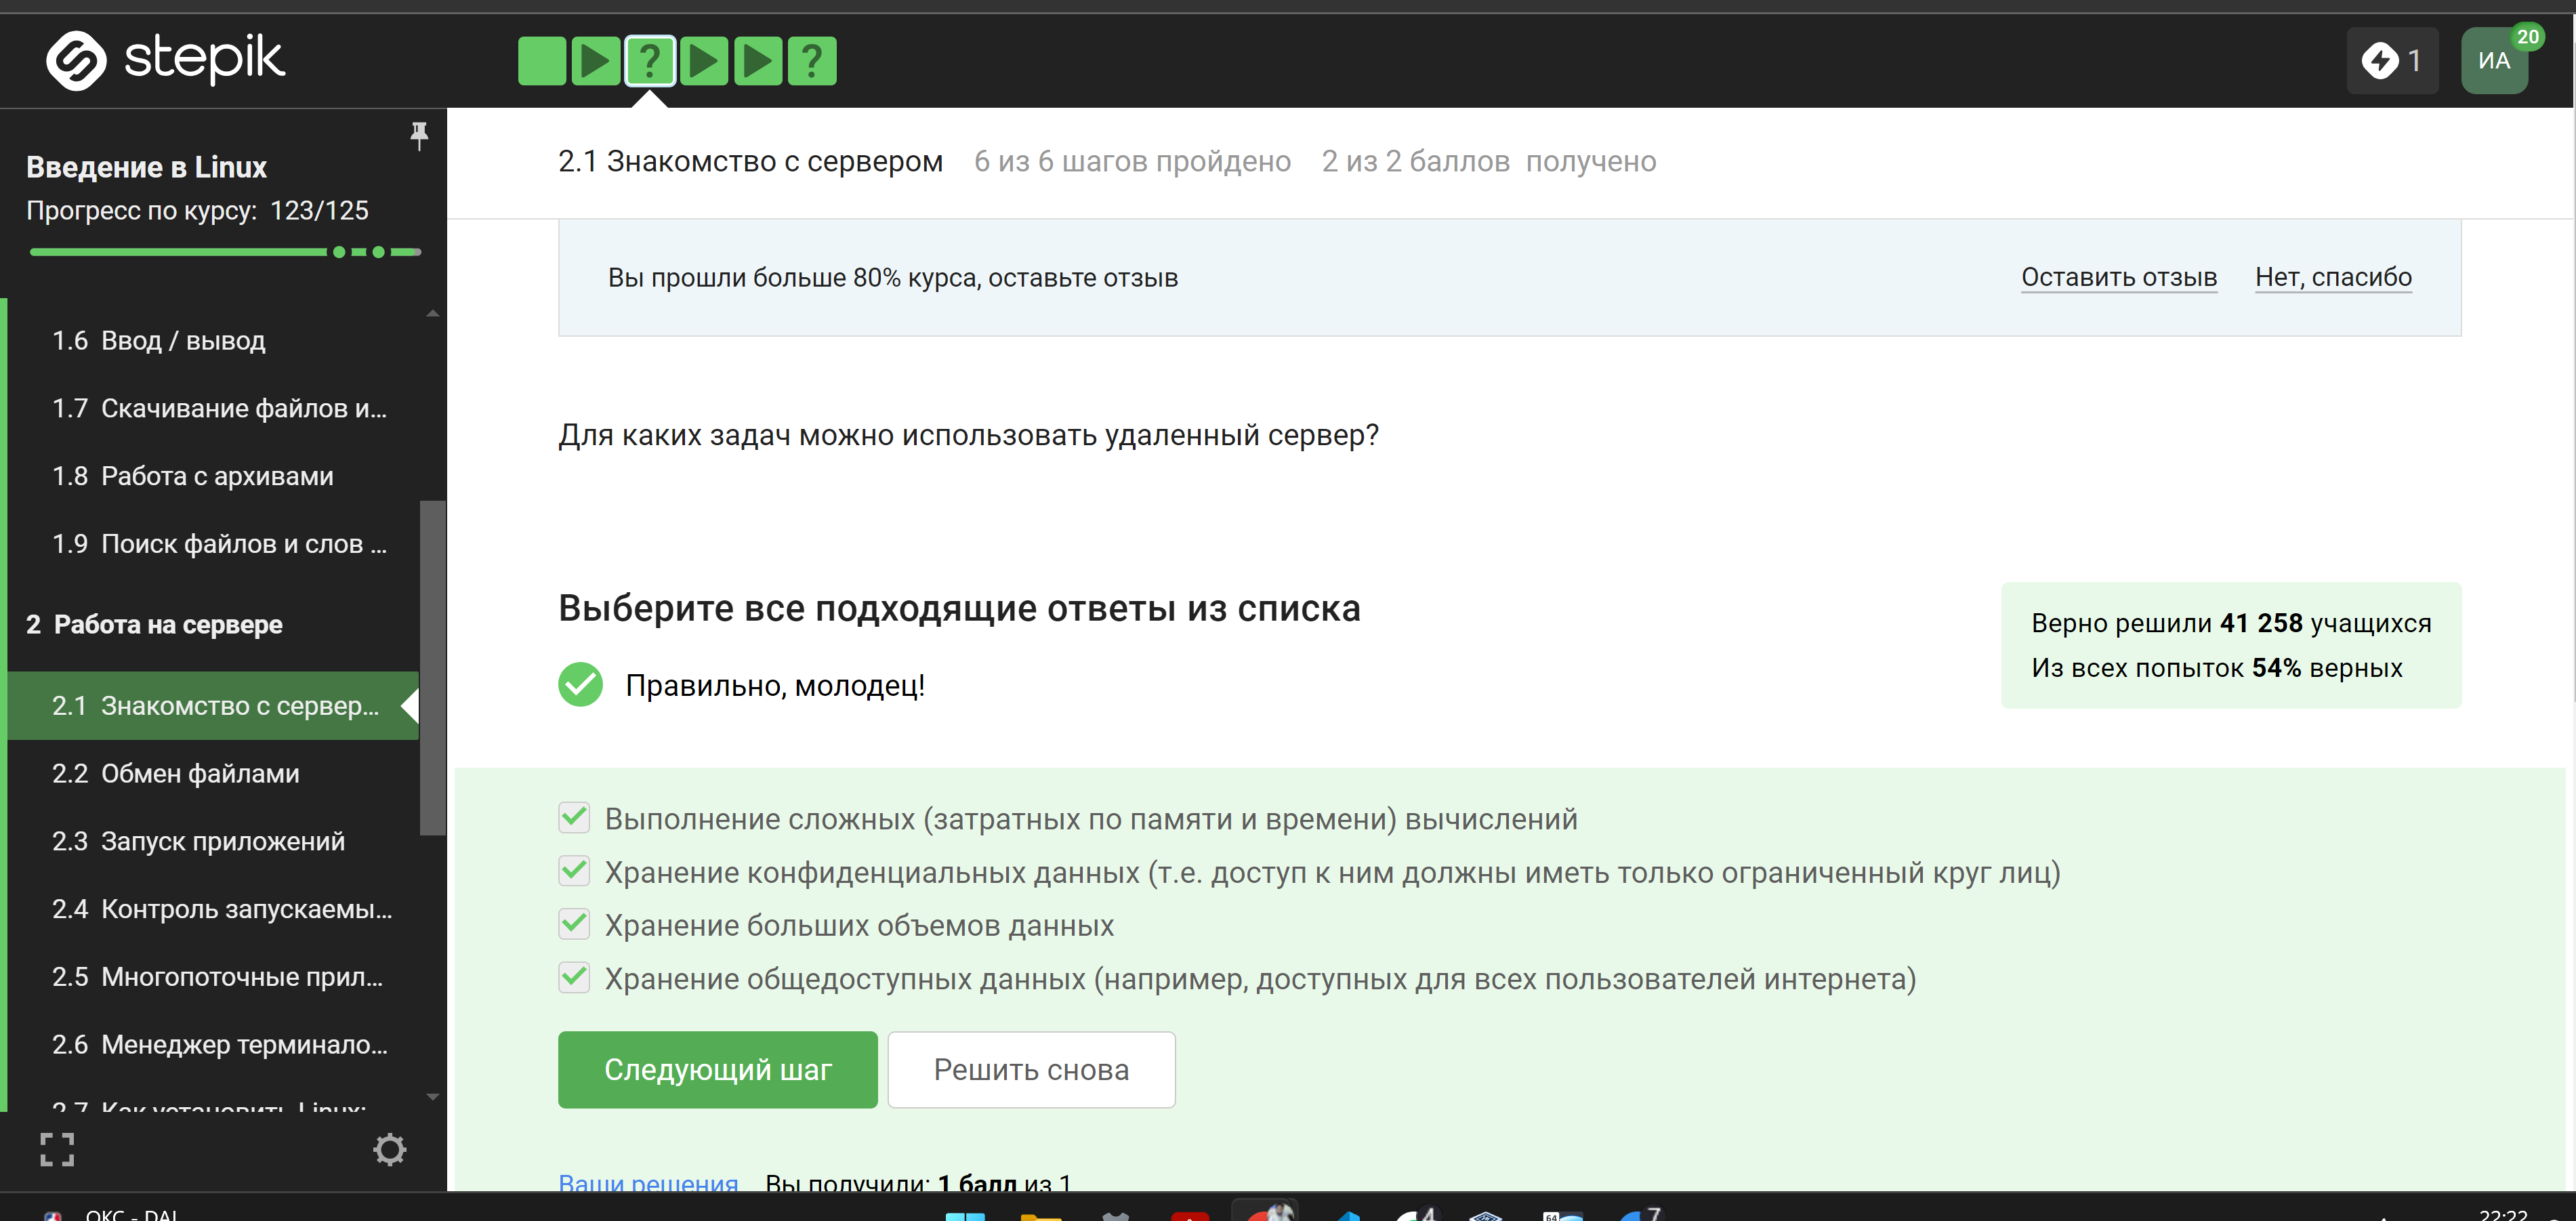 stepik
1
ИА
20
Введение в Linux
Прогресс по курсу: 123/125
1.6 Ввод / вывод
1.7 Скачивание файлов и...
1.8 Работа с архивами
1.9 Поиск файлов и слов ...
2 Работа на сервере
2.1 Знакомство с сервер...
2.2 Обмен файлами
2.3 Запуск приложений
2.4 Контроль запускаемы...
2.5 Многопоточные прил...
2.6 Менеджер терминало...
2.7 Как установить Linux:
2.1 Знакомство с сервером 6 из 6 шагов пройдено 2 из 2 баллов получено
Вы прошли больше 80% курса, оставьте отзыв Оставить отзыв Нет, спасибо
Для каких задач можно использовать удаленный сервер?
Выберите все подходящие ответы из списка
Правильно, молодец!
Верно решили 41 258 учащихся
Из всех попыток 54% верных
Выполнение сложных (затратных по памяти и времени) вычислений
Хранение конфиденциальных данных (т.е. доступ к ним должны иметь только ограниченный круг лиц)
Хранение больших объемов данных
Хранение общедоступных данных (например, доступных для всех пользователей интернета)
Следующий шаг Решить снова
Ваши решения Вы получили: 1 балл из 1
OKC - DAL
4
64
7
22:22